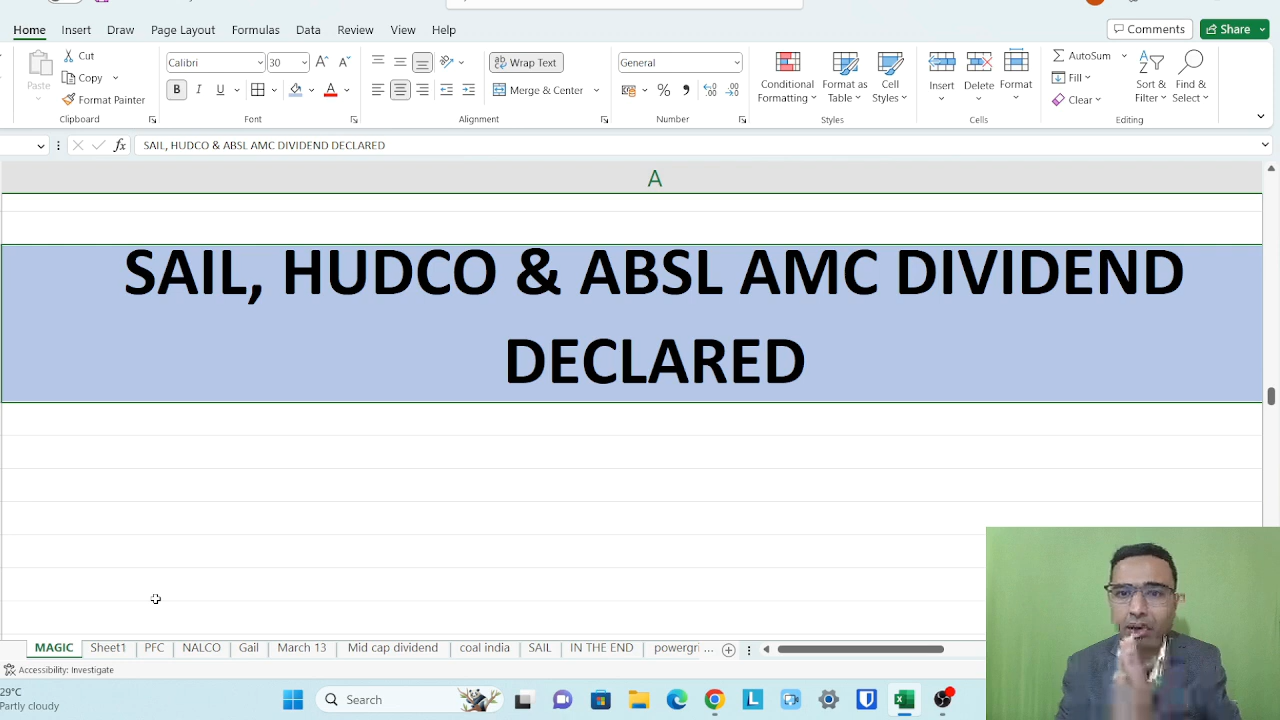 Home Insert Draw Page Layout Formulas Data Review View Help Comments Share
Cut Calibri 30 Wrap Text General AutoSum
Paste Copy Conditional Format as Cell Insert Delete Format Fill Sort & Find &
Format Painter B I U A Merge & Center % Formatting Table Styles Clear Filter Select
Clipboard Font Alignment Number Styles Cells Editing
fx SAIL, HUDCO & ABSL AMC DIVIDEND DECLARED
A
SAIL, HUDCO & ABSL AMC DIVIDEND
DECLARED
MAGIC Sheet1 PFC NALCO Gail March 13 Mid cap dividend coal india SAIL IN THE END powergri ...
Accessibility: Investigate
29°C
Partly cloudy
Search